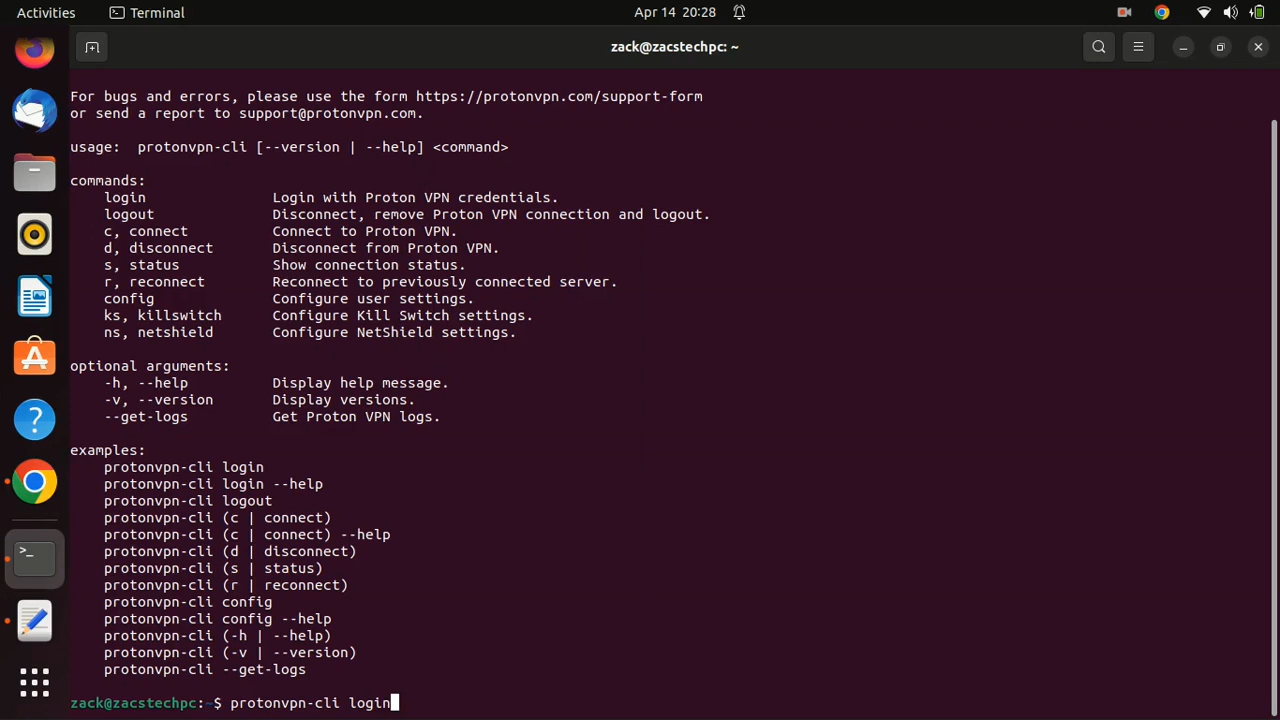 Activities
Terminal
Apr 14 20:28
zack@zacstechpc: ~
For bugs and errors, please use the form https://protonvpn.com/support-form
or send a report to support@protonvpn.com.
usage:  protonvpn-cli [--version | --help] <command>
commands:
    login               Login with Proton VPN credentials.
    logout              Disconnect, remove Proton VPN connection and logout.
    c, connect          Connect to Proton VPN.
    d, disconnect       Disconnect from Proton VPN.
    s, status           Show connection status.
    r, reconnect        Reconnect to previously connected server.
    config              Configure user settings.
    ks, killswitch      Configure Kill Switch settings.
    ns, netshield       Configure NetShield settings.
optional arguments:
    -h, --help          Display help message.
    -v, --version       Display versions.
    --get-logs          Get Proton VPN logs.
examples:
    protonvpn-cli login
    protonvpn-cli login --help
    protonvpn-cli logout
    protonvpn-cli (c | connect)
    protonvpn-cli (c | connect) --help
    protonvpn-cli (d | disconnect)
    protonvpn-cli (s | status)
    protonvpn-cli (r | reconnect)
    protonvpn-cli config
    protonvpn-cli config --help
    protonvpn-cli (-h | --help)
    protonvpn-cli (-v | --version)
    protonvpn-cli --get-logs
zack@zacstechpc:~$ protonvpn-cli login